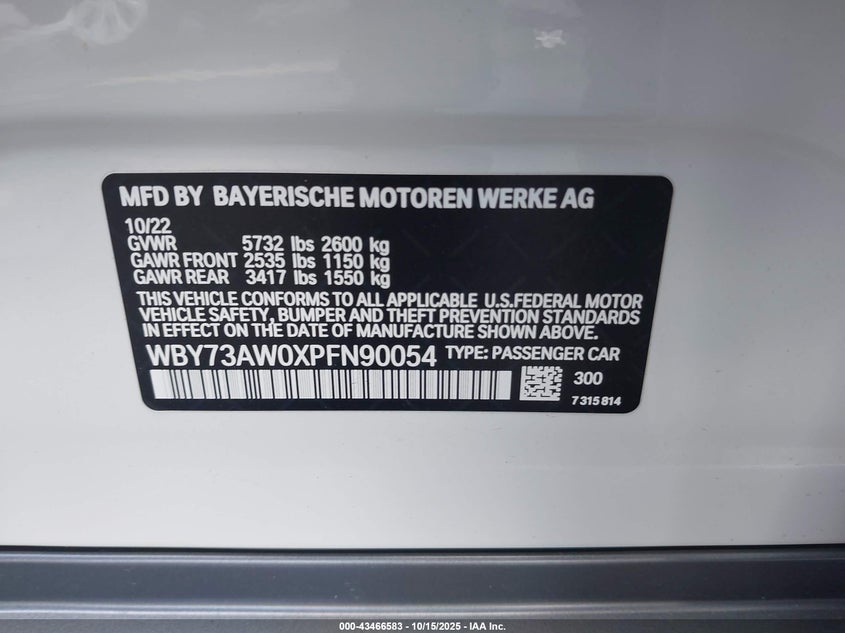 MFD BY BAYERISCHE MOTOREN WERKE AG
10/22
GVWR 5732 lbs 2600 kg
GAWR FRONT 2535 lbs 1150 kg
GAWR REAR 3417 lbs 1550 kg
THIS VEHICLE CONFORMS TO ALL APPLICABLE U.S.FEDERAL MOTOR
VEHICLE SAFETY, BUMPER AND THEFT PREVENTION STANDARDS
IN EFFECT ON THE DATE OF MANUFACTURE SHOWN ABOVE.
WBY73AW0XPFN90054 TYPE: PASSENGER CAR
300
7 315 814
000-43466583 - 10/15/2025 - IAA Inc.